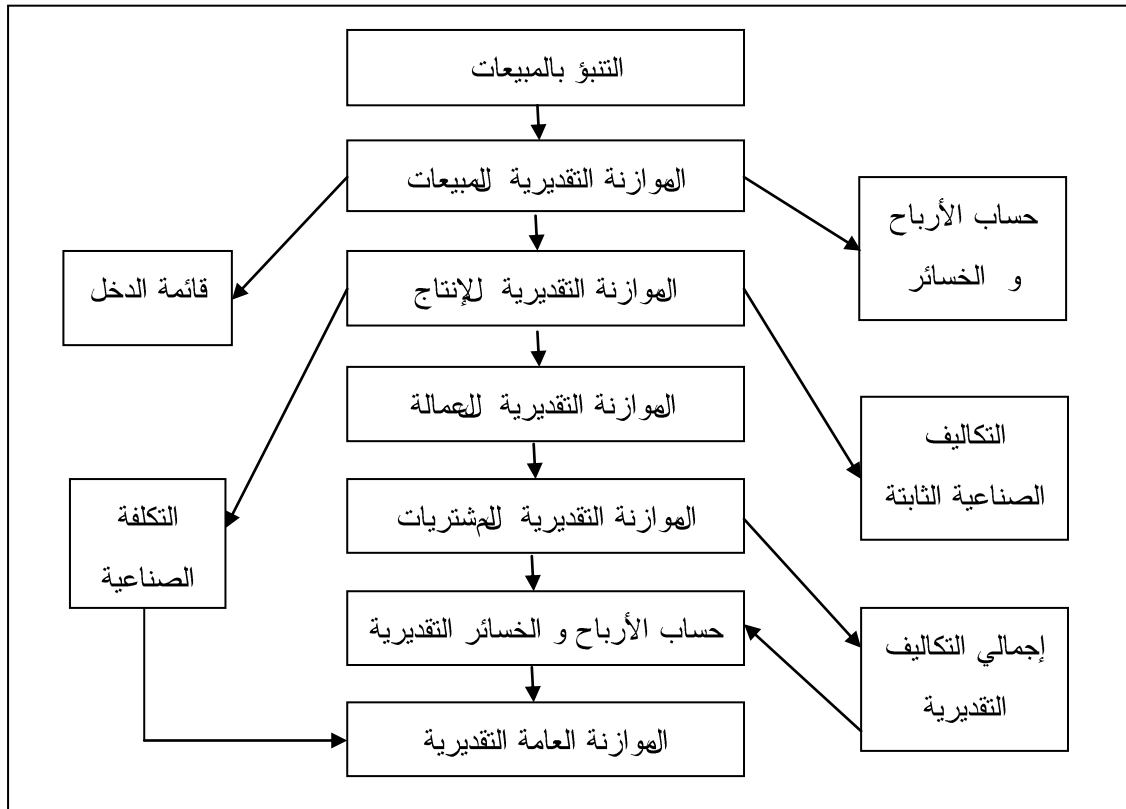 التنبؤ بالمبيعات
الموازنة التقديرية للمبيعات
حساب الأرباح
و الخسائر
قائمة الدخل
الموازنة التقديرية للإنتاج
الموازنة التقديرية للعمالة
التكاليف
الصناعية الثابتة
التكلفة
الصناعية
الموازنة التقديرية للمشتريات
حساب الأرباح و الخسائر التقديرية
إجمالي التكاليف
التقديرية
الموازنة العامة التقديرية